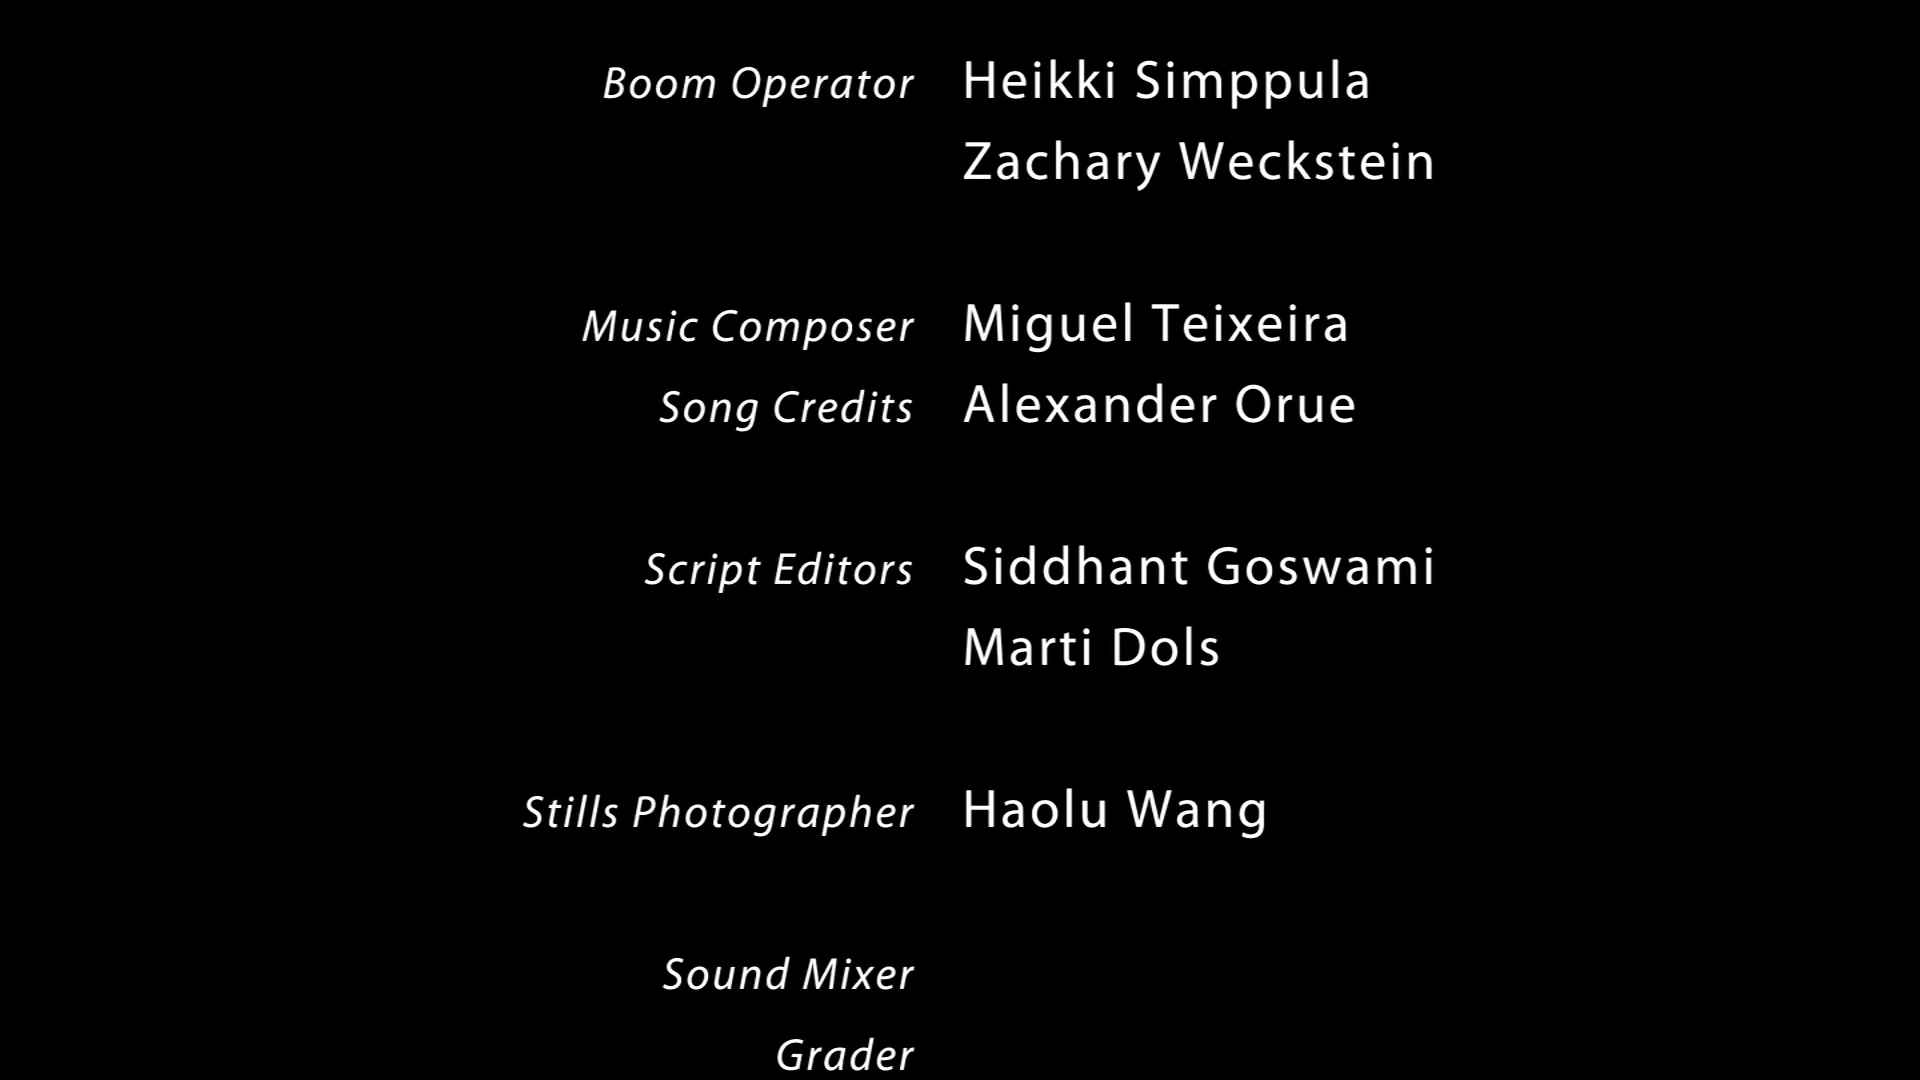 Boom Operator Heikki Simppula
Zachary Weckstein
Music Composer Miguel Teixeira
Song Credits Alexander Orue
Script Editors Siddhant Goswami
Marti Dols
Stills Photographer Haolu Wang
Sound Mixer
Grader